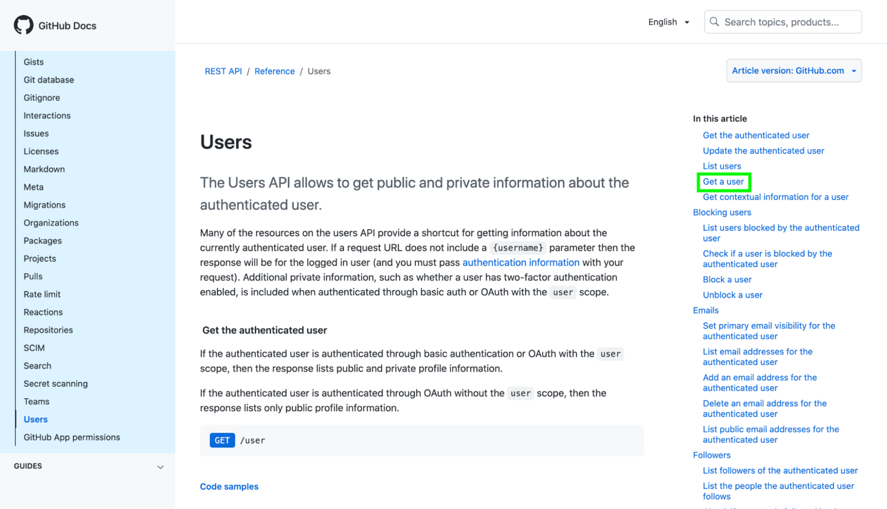 GitHub Docs
English
Search topics, products...
Gists
Git database
Gitignore
Interactions
Issues
Licenses
Markdown
Meta
Migrations
Organizations
Packages
Projects
Pulls
Rate limit
Reactions
Repositories
SCIM
Search
Secret scanning
Teams
Users
GitHub App permissions
GUIDES
REST API / Reference / Users
Article version: GitHub.com
Users
The Users API allows to get public and private information about the
authenticated user.
Many of the resources on the users API provide a shortcut for getting information about the
currently authenticated user. If a request URL does not include a {username} parameter then the
response will be for the logged in user (and you must pass authentication information with your
request). Additional private information, such as whether a user has two-factor authentication
enabled, is included when authenticated through basic auth or OAuth with the user scope.
Get the authenticated user
If the authenticated user is authenticated through basic authentication or OAuth with the user
scope, then the response lists public and private profile information.
If the authenticated user is authenticated through OAuth without the user scope, then the
response lists only public profile information.
GET /user
Code samples
In this article
Get the authenticated user
Update the authenticated user
List users
Get a user
Get contextual information for a user
Blocking users
List users blocked by the authenticated
user
Check if a user is blocked by the
authenticated user
Block a user
Unblock a user
Emails
Set primary email visibility for the
authenticated user
List email addresses for the
authenticated user
Add an email address for the
authenticated user
Delete an email address for the
authenticated user
List public email addresses for the
authenticated user
Followers
List followers of the authenticated user
List the people the authenticated user
follows